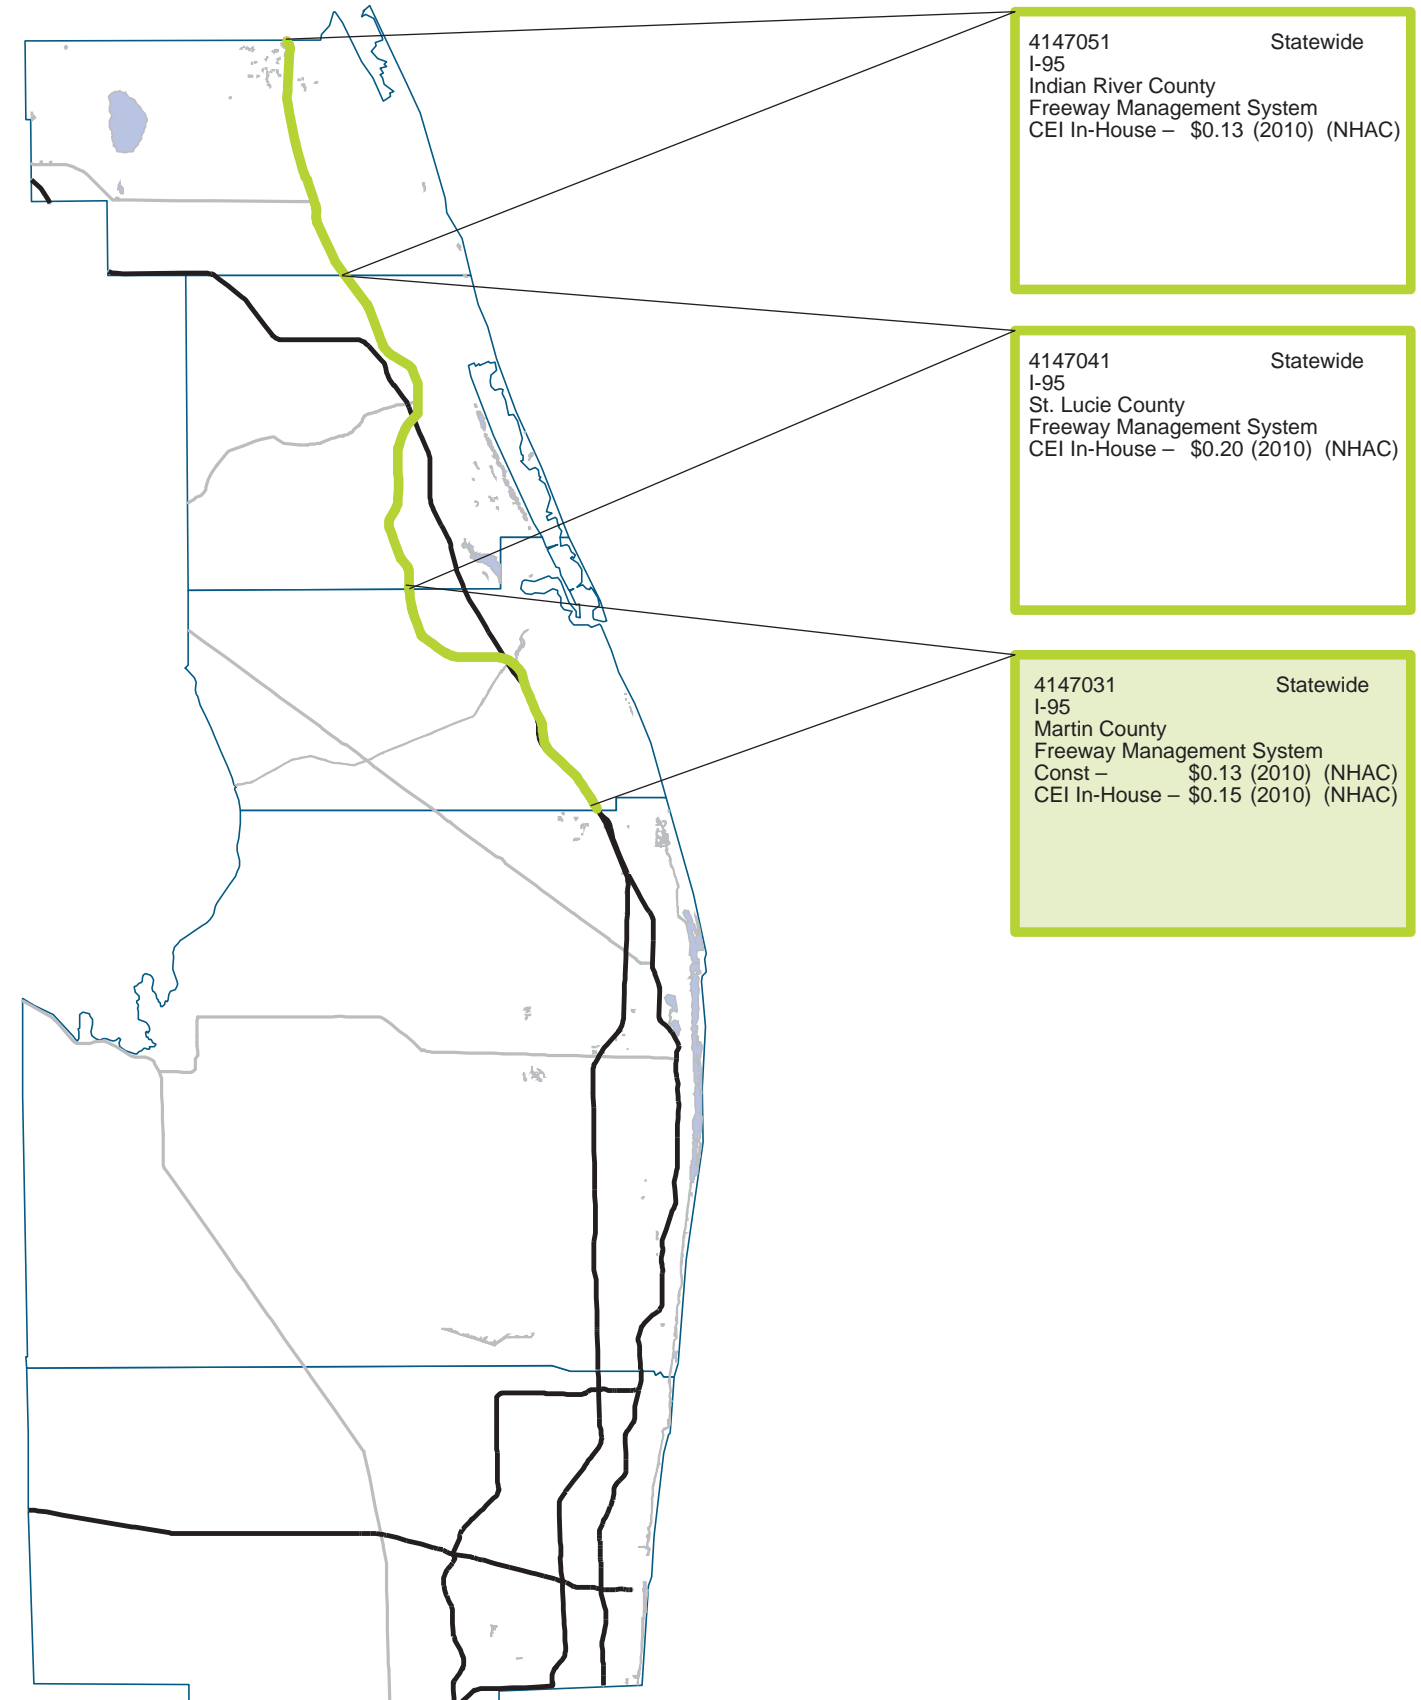 4147051 Statewide
I-95
Indian River County
Freeway Management System
CEI In-House – $0.13 (2010) (NHAC)
4147041 Statewide
I-95
St. Lucie County
Freeway Management System
CEI In-House – $0.20 (2010) (NHAC)
4147031 Statewide
I-95
Martin County
Freeway Management System
Const – $0.13 (2010) (NHAC)
CEI In-House – $0.15 (2010) (NHAC)